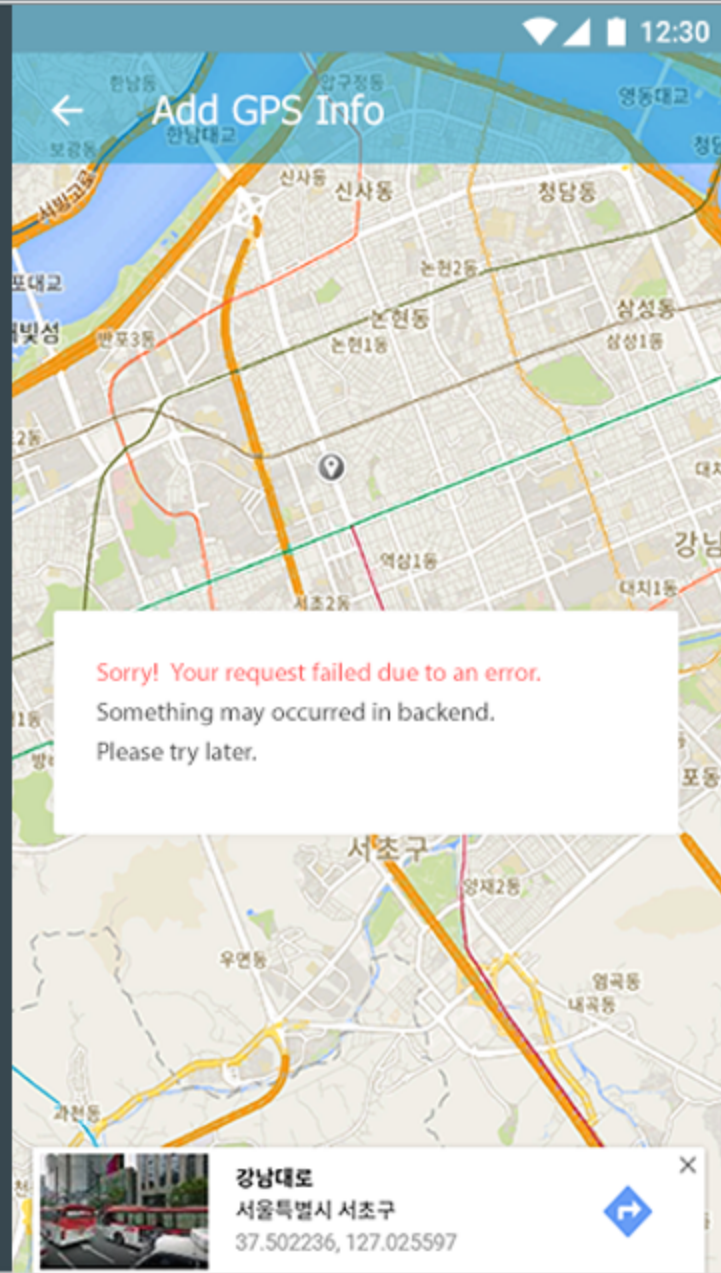 12:30
한남동
압구정동
영동대교
Add GPS Info
한남대교
보광동
서빙고로
신사동
신사동
청담동
논현2동
포대교
논현동
삼성동
빛섬
반포3동
논현1동
삼성1동
2동
역삼1동
강남
대치1동
서초2동
Sorry! Your request failed due to an error.
Something may occurred in backend.
Please try later.
1동
포동
서초구
양재2동
우면동
염곡동
내곡동
과천동
강남대로
서울특별시 서초구
37.502236, 127.025597